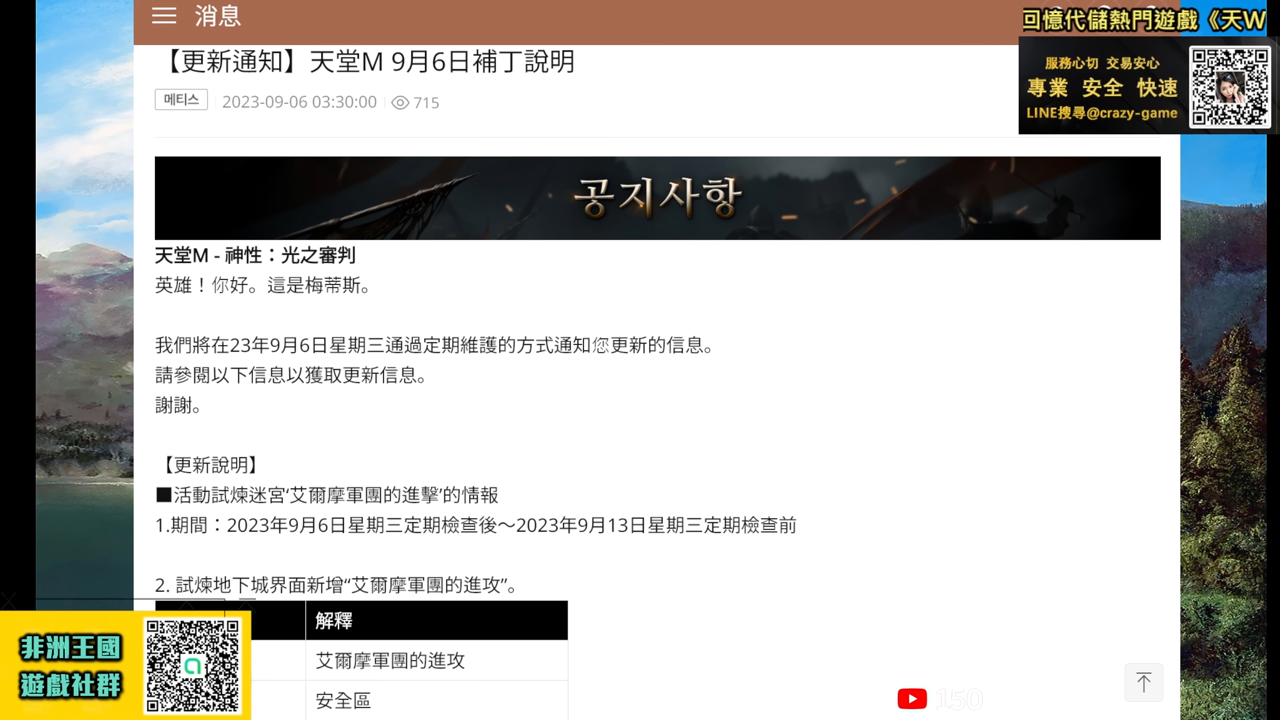 消息
回憶代儲熱門遊戲《天W
服務心切 交易安心
專業 安全 快速
LINE搜尋@crazy-game
【更新通知】天堂M 9月6日補丁說明
메티스
2023-09-06 03:30:00
715
공지사항
天堂M - 神性：光之審判
英雄！你好。這是梅蒂斯。
我們將在23年9月6日星期三通過定期維護的方式通知您更新的信息。
請參閱以下信息以獲取更新信息。
謝謝。
【更新說明】
■活動試煉迷宮‘艾爾摩軍團的進擊’的情報
1.期間：2023年9月6日星期三定期檢查後～2023年9月13日星期三定期檢查前
2. 試煉地下城界面新增“艾爾摩軍團的進攻”。
解釋
艾爾摩軍團的進攻
安全區
非洲王國
遊戲社群
150